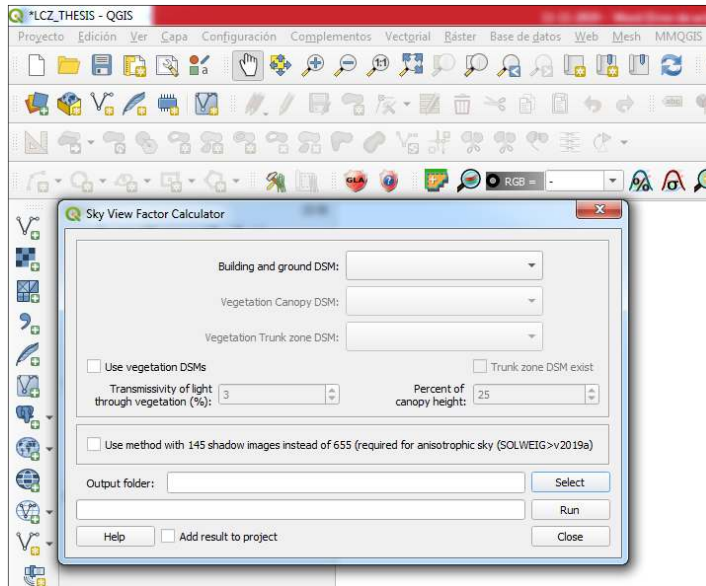 *LCZ_THESIS - QGIS
Proyecto Edición Ver Capa Configuración Complementos Vectorial Ráster Base de datos Web Mesh MMQGIS
1:1
GLA ? RGB = -
Sky View Factor Calculator
Building and ground DSM:
Vegetation Canopy DSM:
Vegetation Trunk zone DSM:
Use vegetation DSMs Trunk zone DSM exist
Transmissivity of light through vegetation (%): 3 Percent of canopy height: 25
Use method with 145 shadow images instead of 655 (required for anisotrophic sky (SOLWEIG>v2019a)
Output folder: Select
Run
Help Add result to project Close